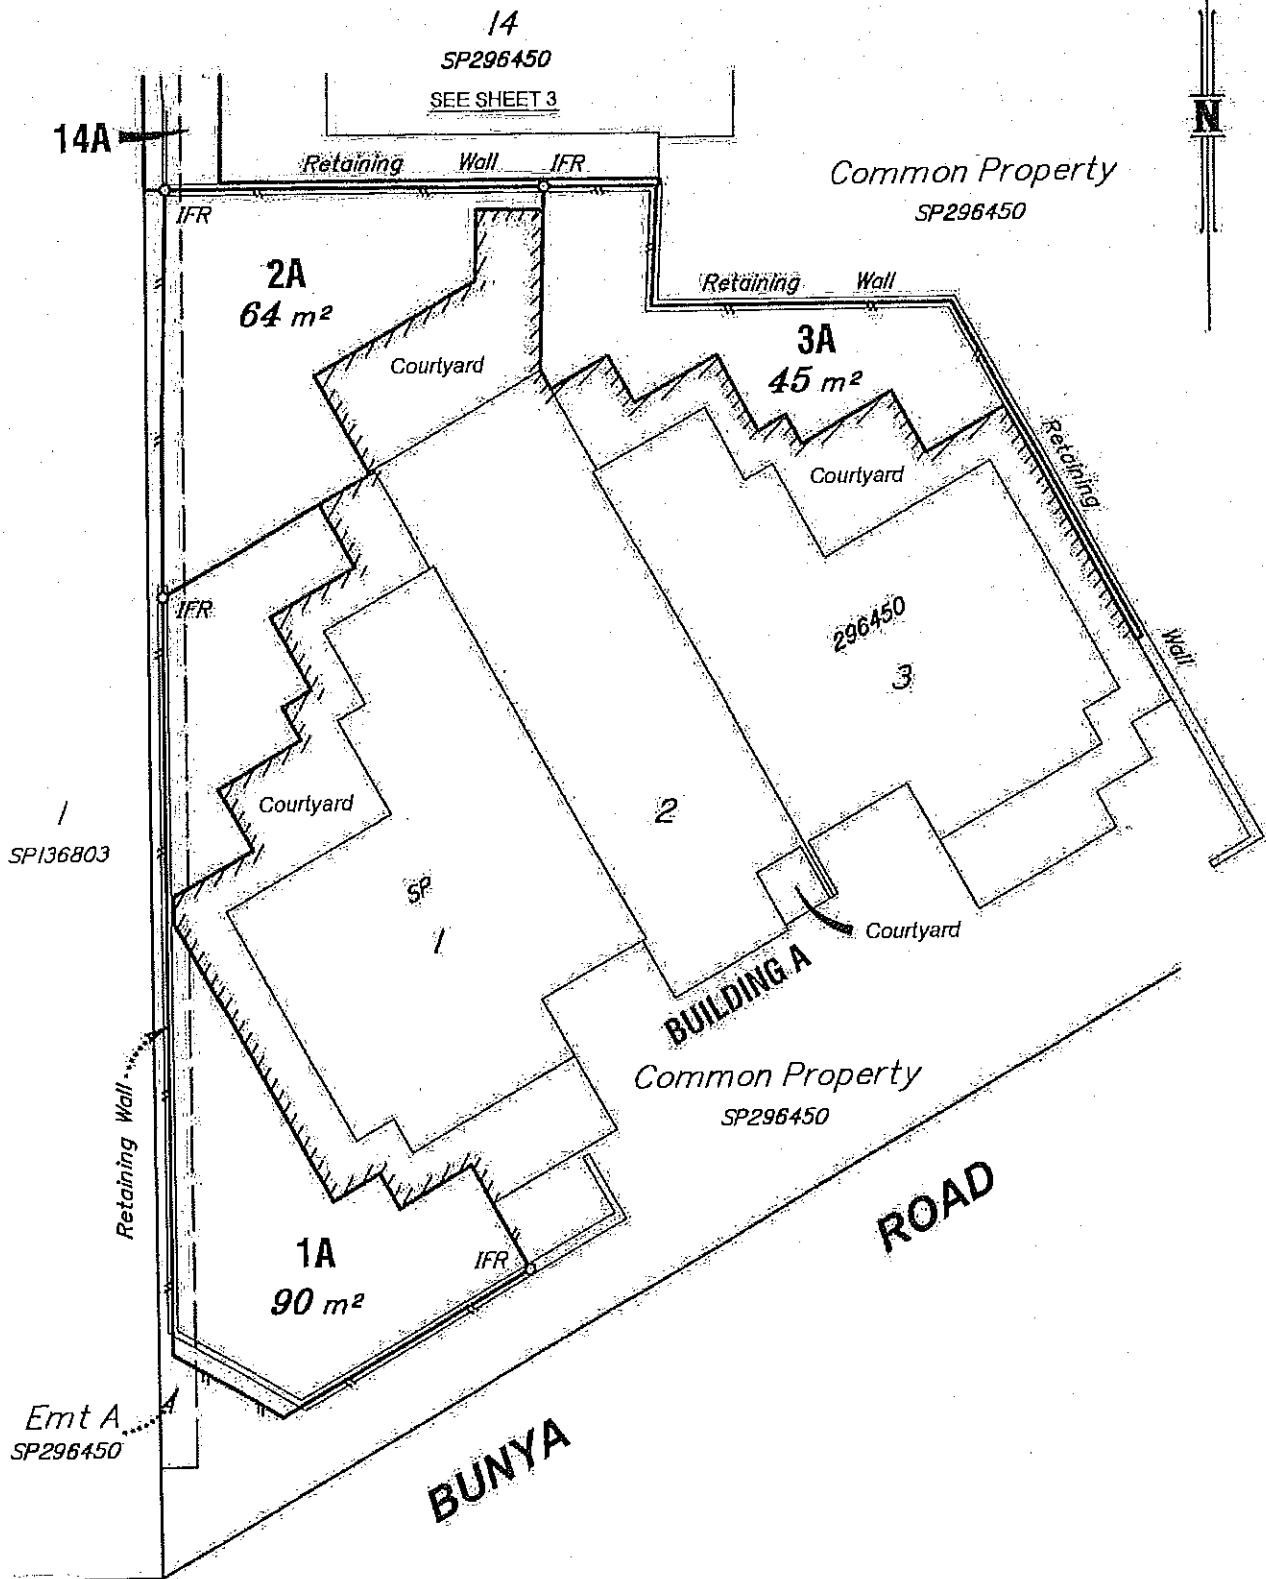 14
SP296450
SEE SHEET 3
N
14A
Retaining Wall IFR
Common Property
SP296450
IFR
2A
64 m²
Retaining Wall
3A
45 m²
Courtyard
Retaining Wall
Courtyard
IFR
296450
3
1
SP136803
Courtyard
2
SP
1
Courtyard
BUILDING A
Common Property
SP296450
Retaining Wall
ROAD
1A
90 m²
IFR
Emt A
SP296450
A
BUNYA